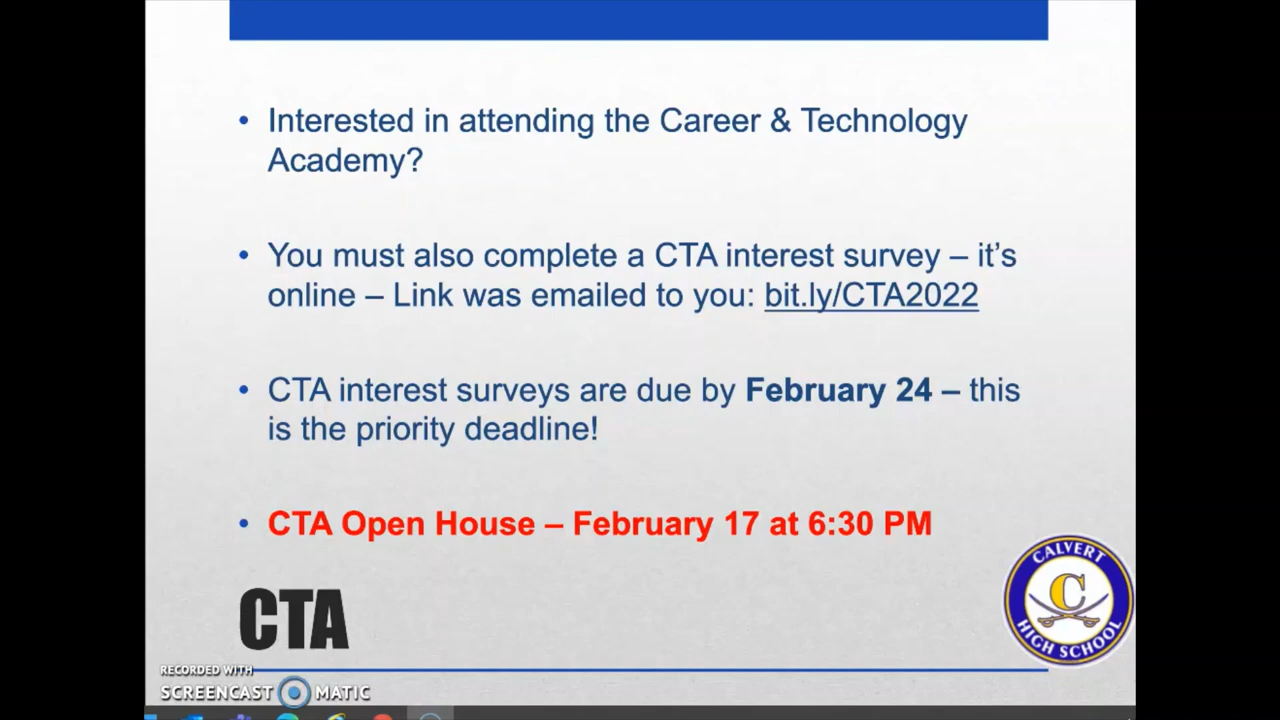 • Interested in attending the Career & Technology
Academy?
• You must also complete a CTA interest survey – it’s
online – Link was emailed to you: bit.ly/CTA2022
• CTA interest surveys are due by February 24 – this
is the priority deadline!
• CTA Open House – February 17 at 6:30 PM
CALVERT
C
HIGH SCHOOL
CTA
RECORDED WITH
SCREENCAST MATIC